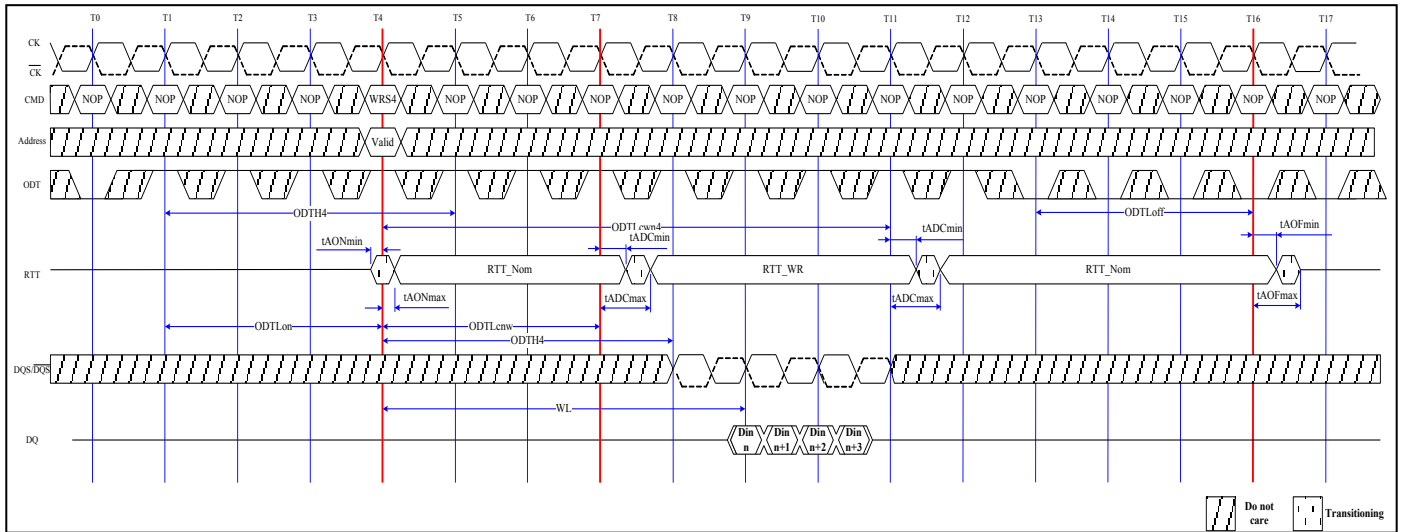 T0 T1 T2 T3 T4 T5 T6 T7 T8 T9 T10 T11 T12 T13 T14 T15 T16 T17
CK
CK
CMD NOP NOP NOP NOP WRS4 NOP NOP NOP NOP NOP NOP NOP NOP NOP NOP NOP NOP NOP
Address Valid
ODT
ODTH4 ODTLoff
ODTLcwn4
tAONmin tADCmin tADCmin tAOFmin
RTT RTT_Nom RTT_WR RTT_Nom
tAONmax tADCmax tADCmax tAOFmax
ODTLon ODTLcnw
ODTH4
DQS/DQS
WL
DQ Din n Din n+1 Din n+2 Din n+3
Do not care Transitioning